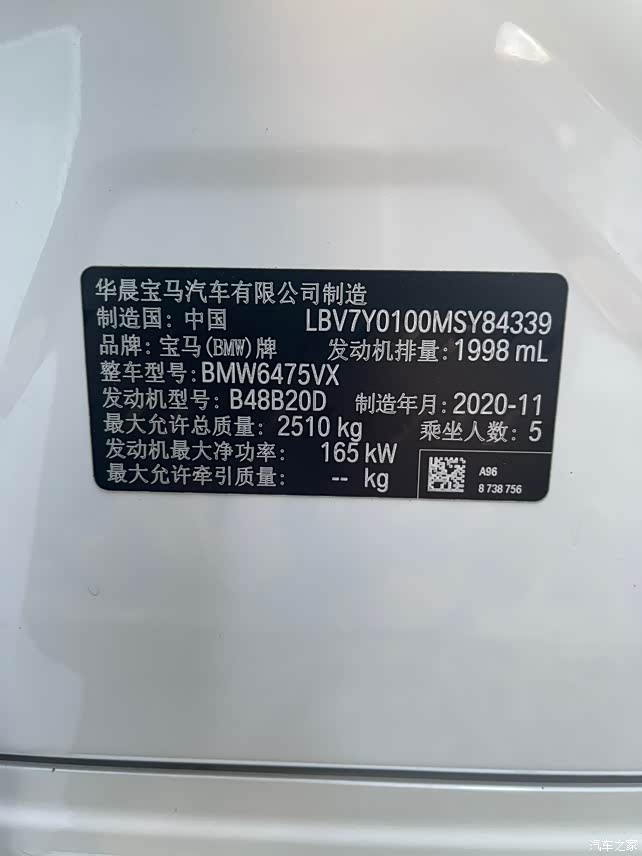 华晨宝马汽车有限公司制造
制造国: 中国 LBV7Y0100MSY84339
品牌: 宝马(BMW)牌 发动机排量: 1998 mL
整车型号: BMW6475VX
发动机型号: B48B20D 制造年月: 2020-11
最大允许总质量: 2510 kg 乘坐人数: 5
发动机最大净功率: 165 kW
最大允许牵引质量: -- kg
A96
8 738 756
汽车之家